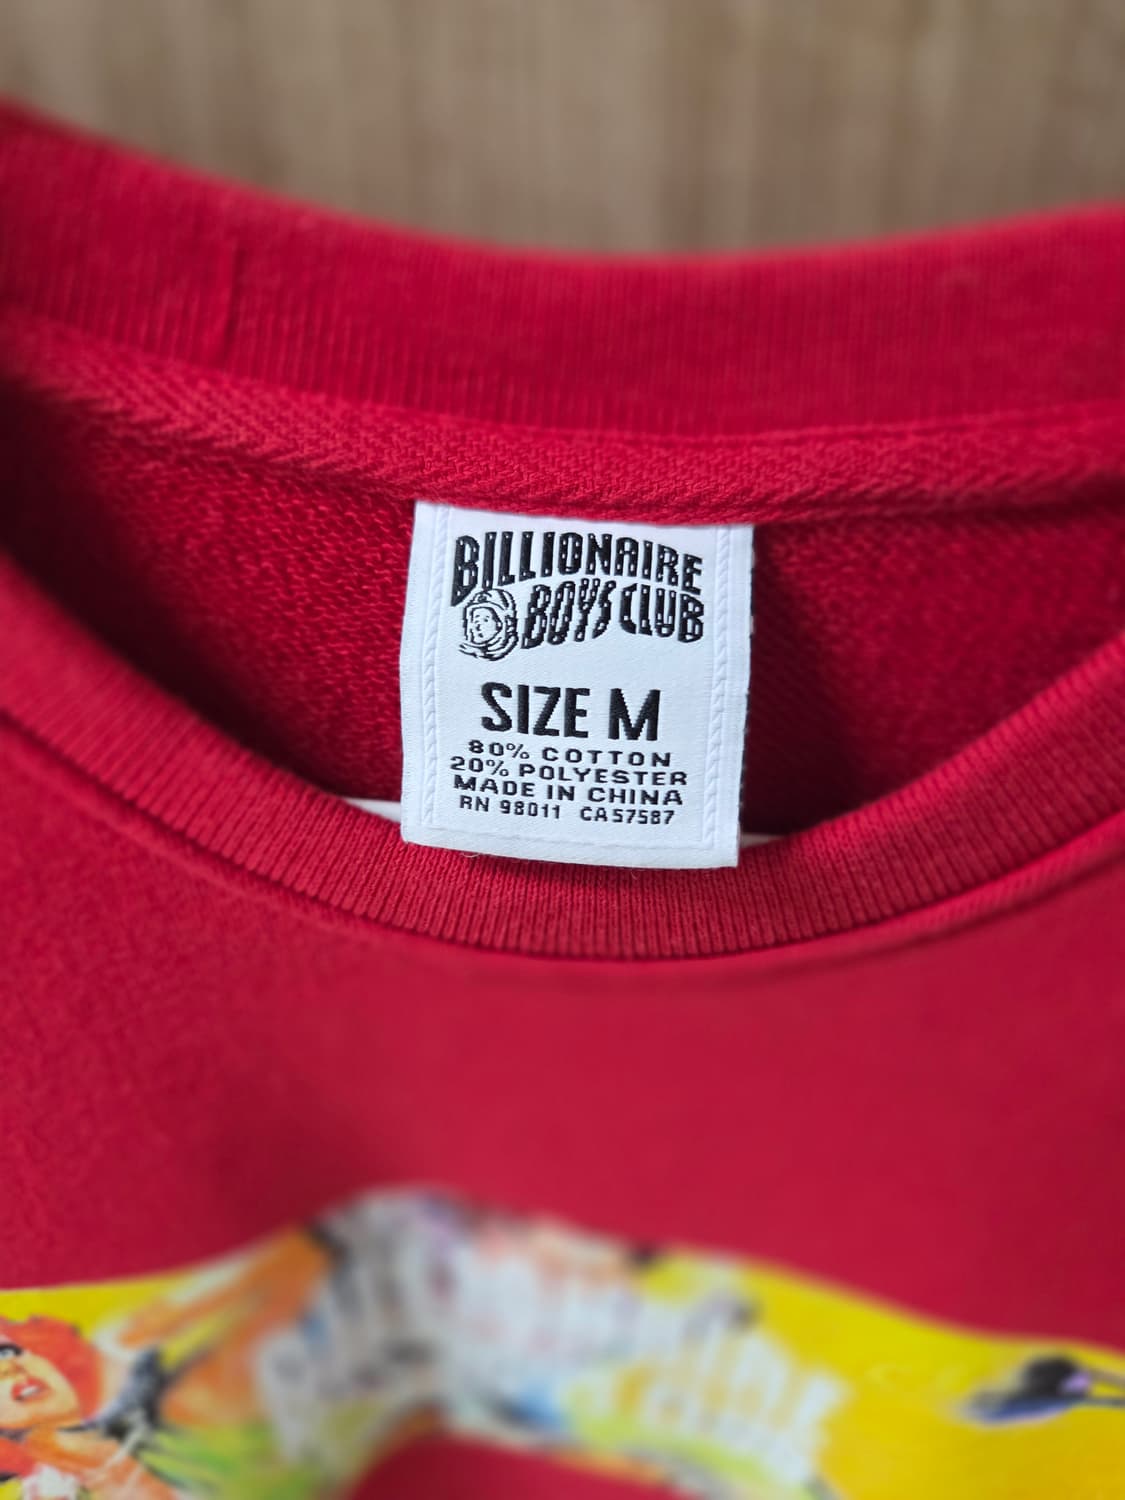 BILLIONAIRE
BOYS CLUB
SIZE M
80% COTTON
20% POLYESTER
MADE IN CHINA
RN 98011 CA57587